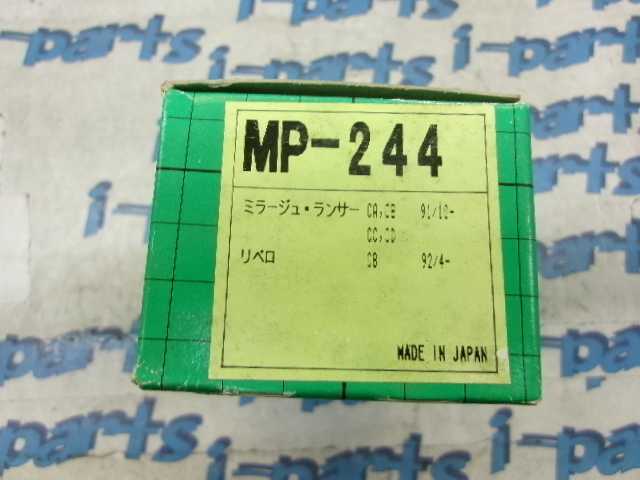 i-parts
i-parts
i-parts
MP-244
ミラージュ・ランサー CA,CB 91/10-
CC,CD
リベロ CB 92/4-
MADE IN JAPAN
i-parts
i-parts